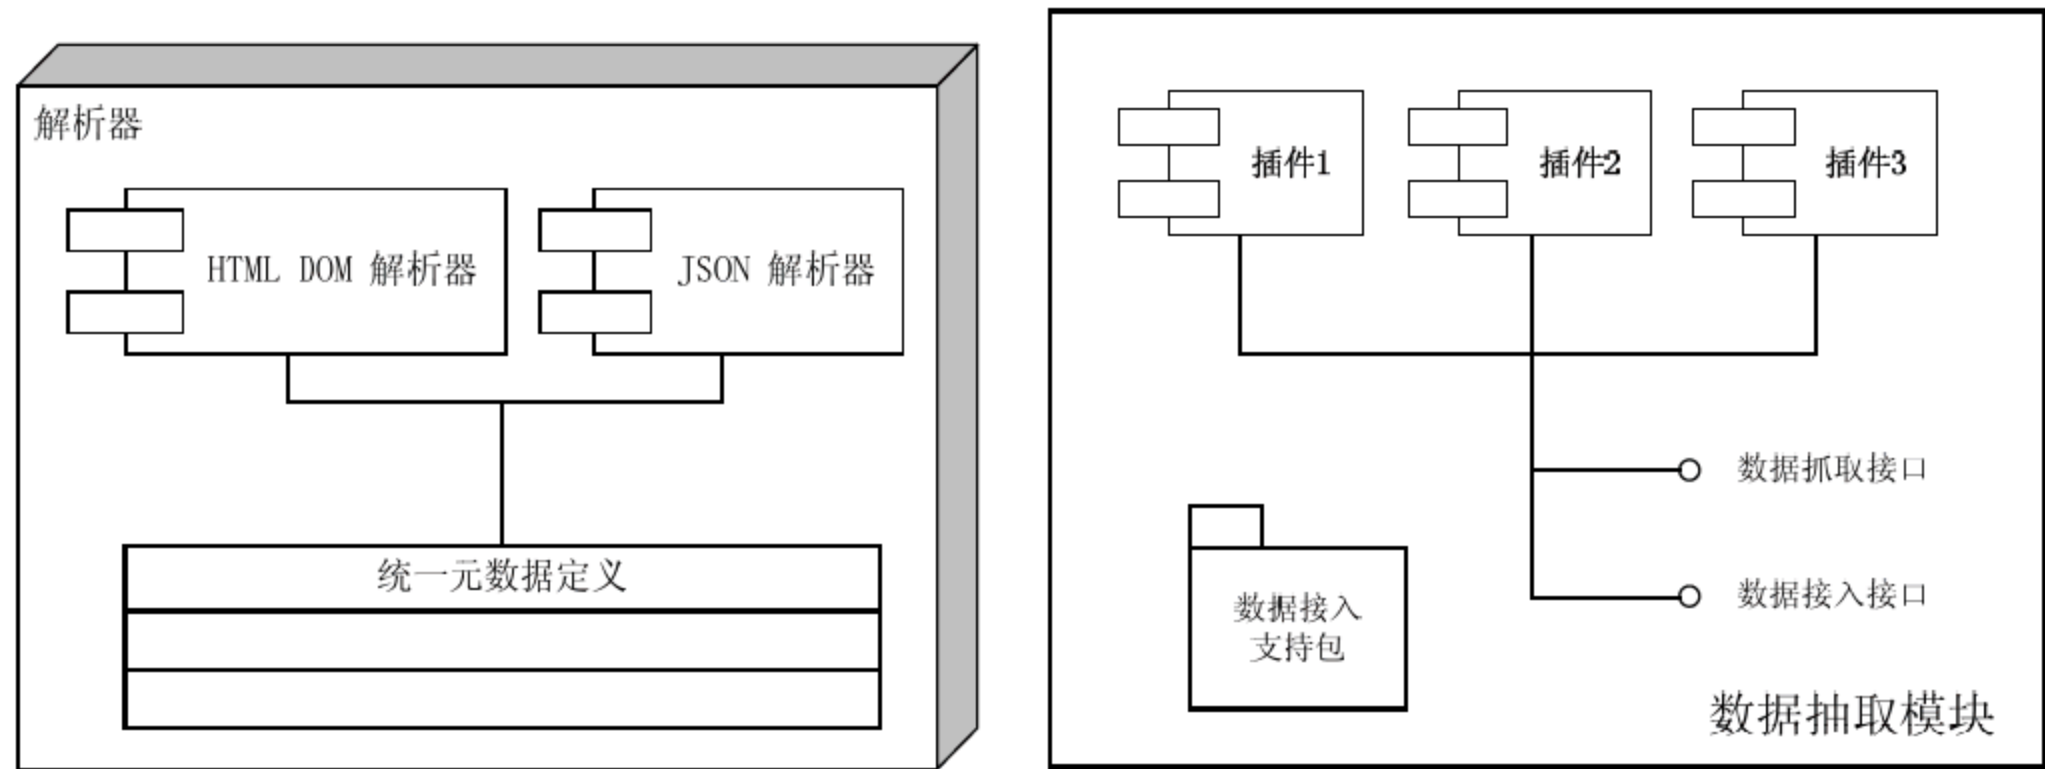 解析器
HTML DOM 解析器
JSON 解析器
统一元数据定义
插件1
插件2
插件3
数据抓取接口
数据接入接口
数据接入
支持包
数据抽取模块